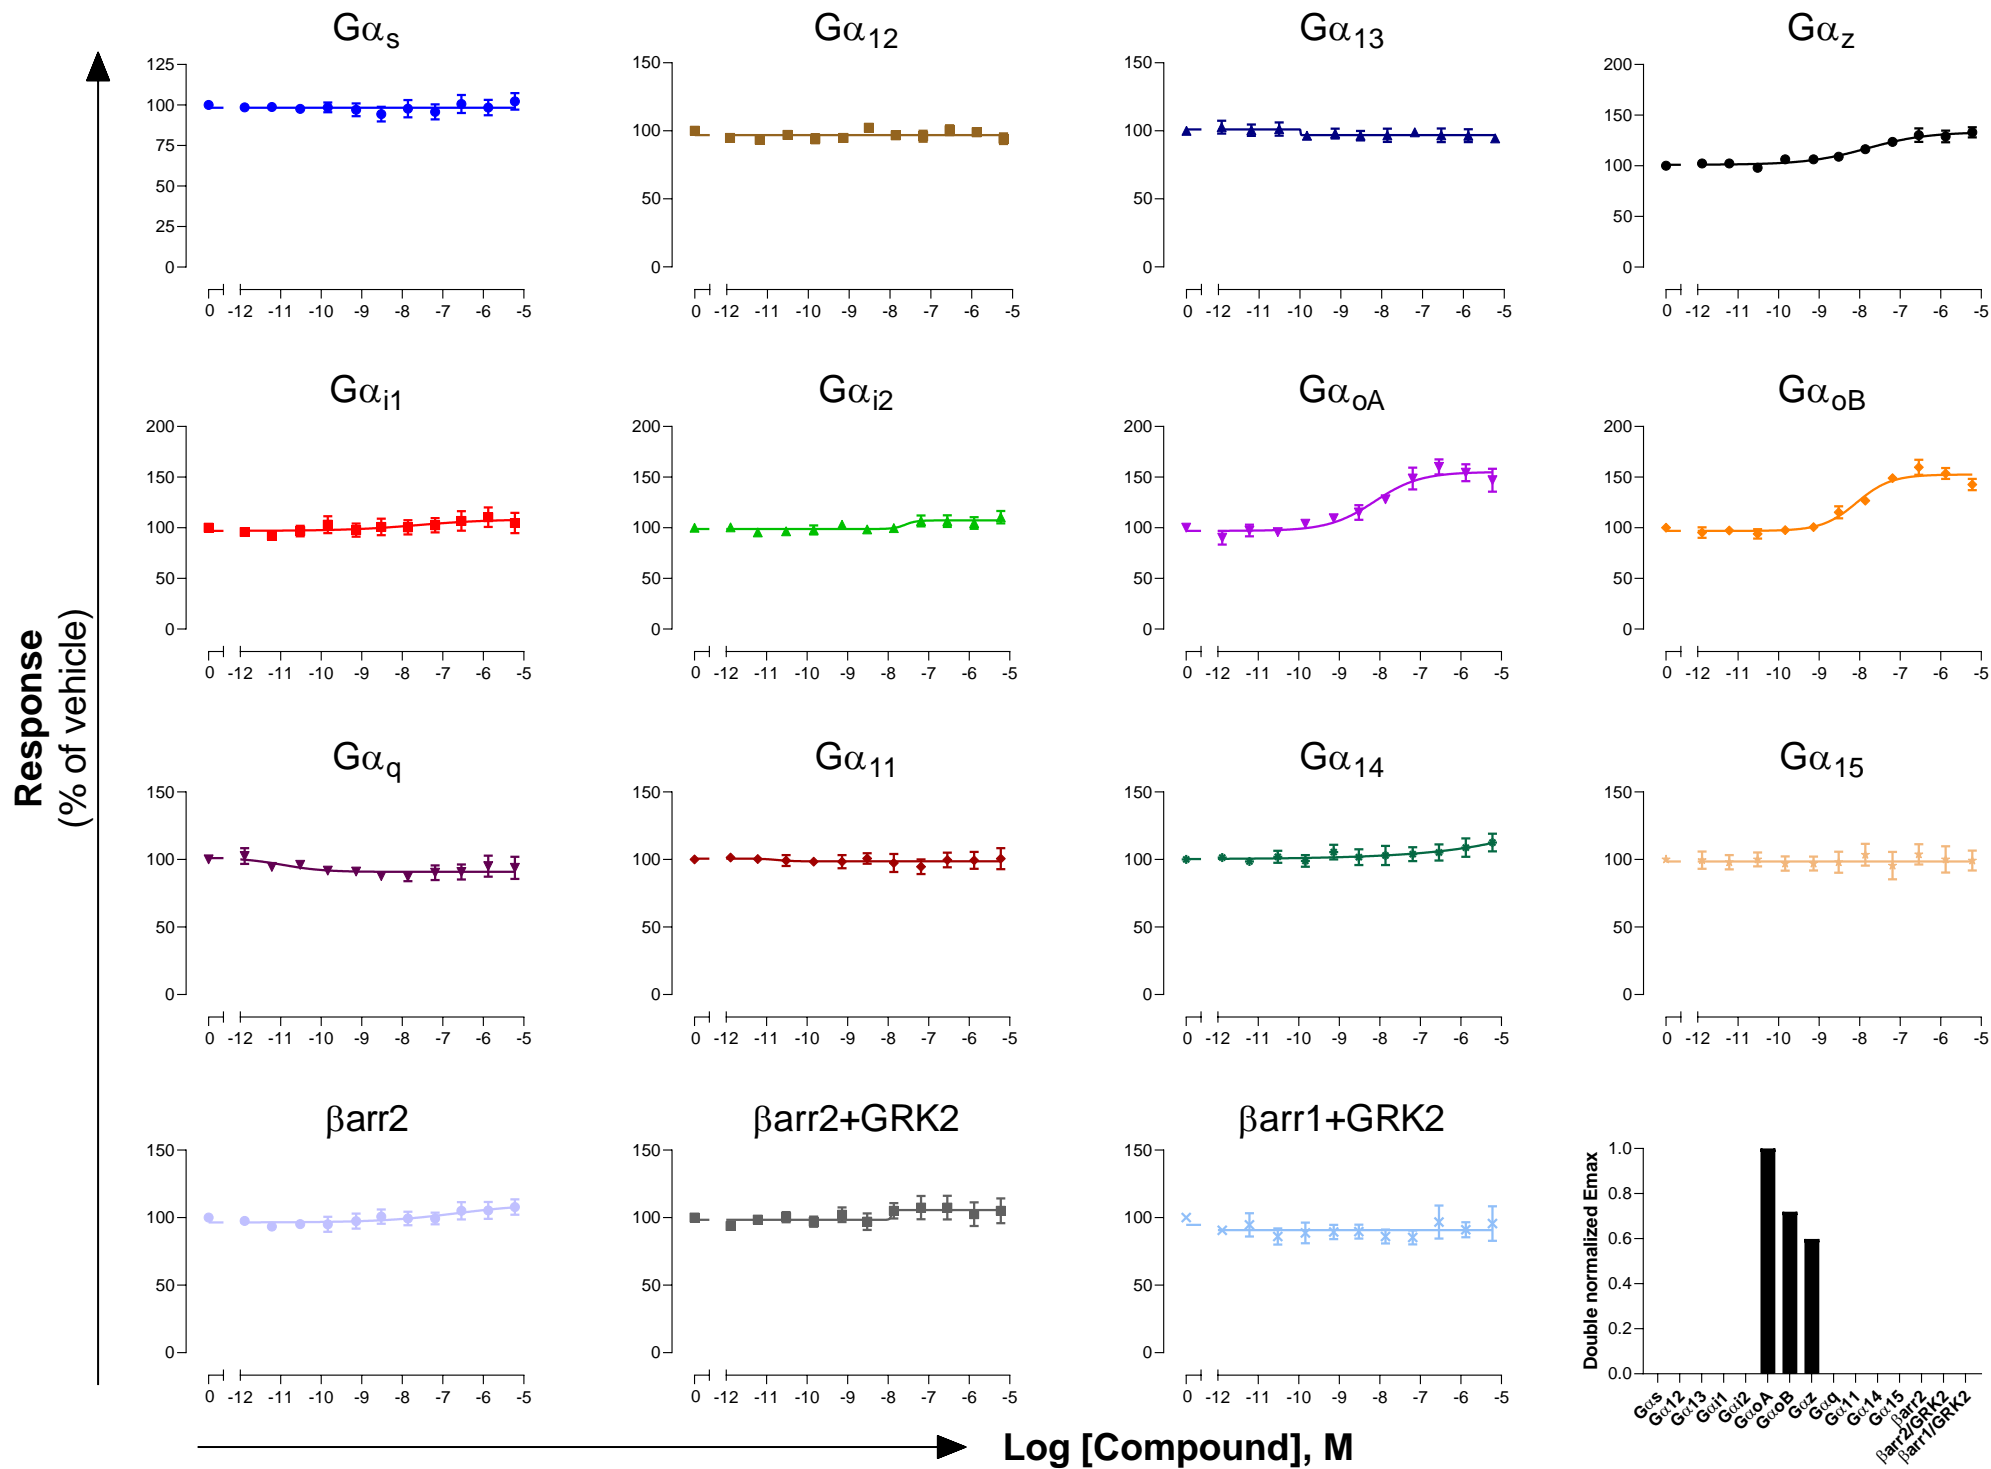 Gαs
Gα12
Gα13
Gαz
125
100
75
50
25
0
0 -12 -11 -10 -9 -8 -7 -6 -5
150
100
50
0
0 -12 -11 -10 -9 -8 -7 -6 -5
150
100
50
0
0 -12 -11 -10 -9 -8 -7 -6 -5
200
150
100
50
0
0 -12 -11 -10 -9 -8 -7 -6 -5
Gαi1
Gαi2
GαoA
GαoB
200
150
100
50
0
0 -12 -11 -10 -9 -8 -7 -6 -5
200
150
100
50
0
0 -12 -11 -10 -9 -8 -7 -6 -5
200
150
100
50
0
0 -12 -11 -10 -9 -8 -7 -6 -5
200
150
100
50
0
0 -12 -11 -10 -9 -8 -7 -6 -5
Response
(% of vehicle)
Gαq
Gα11
Gα14
Gα15
150
100
50
0
0 -12 -11 -10 -9 -8 -7 -6 -5
150
100
50
0
0 -12 -11 -10 -9 -8 -7 -6 -5
150
100
50
0
0 -12 -11 -10 -9 -8 -7 -6 -5
150
100
50
0
0 -12 -11 -10 -9 -8 -7 -6 -5
βarr2
βarr2+GRK2
βarr1+GRK2
150
100
50
0
0 -12 -11 -10 -9 -8 -7 -6 -5
150
100
50
0
0 -12 -11 -10 -9 -8 -7 -6 -5
150
100
50
0
0 -12 -11 -10 -9 -8 -7 -6 -5
Double normalized Emax
1.0
0.8
0.6
0.4
0.2
0.0
Gαs
Gα12
Gα13
Gαi1
Gαi2
GαoA
GαoB
Gαz
Gαq
Gα11
Gα14
Gα15
βarr2
βarr2/GRK2
βarr1/GRK2
Log [Compound], M